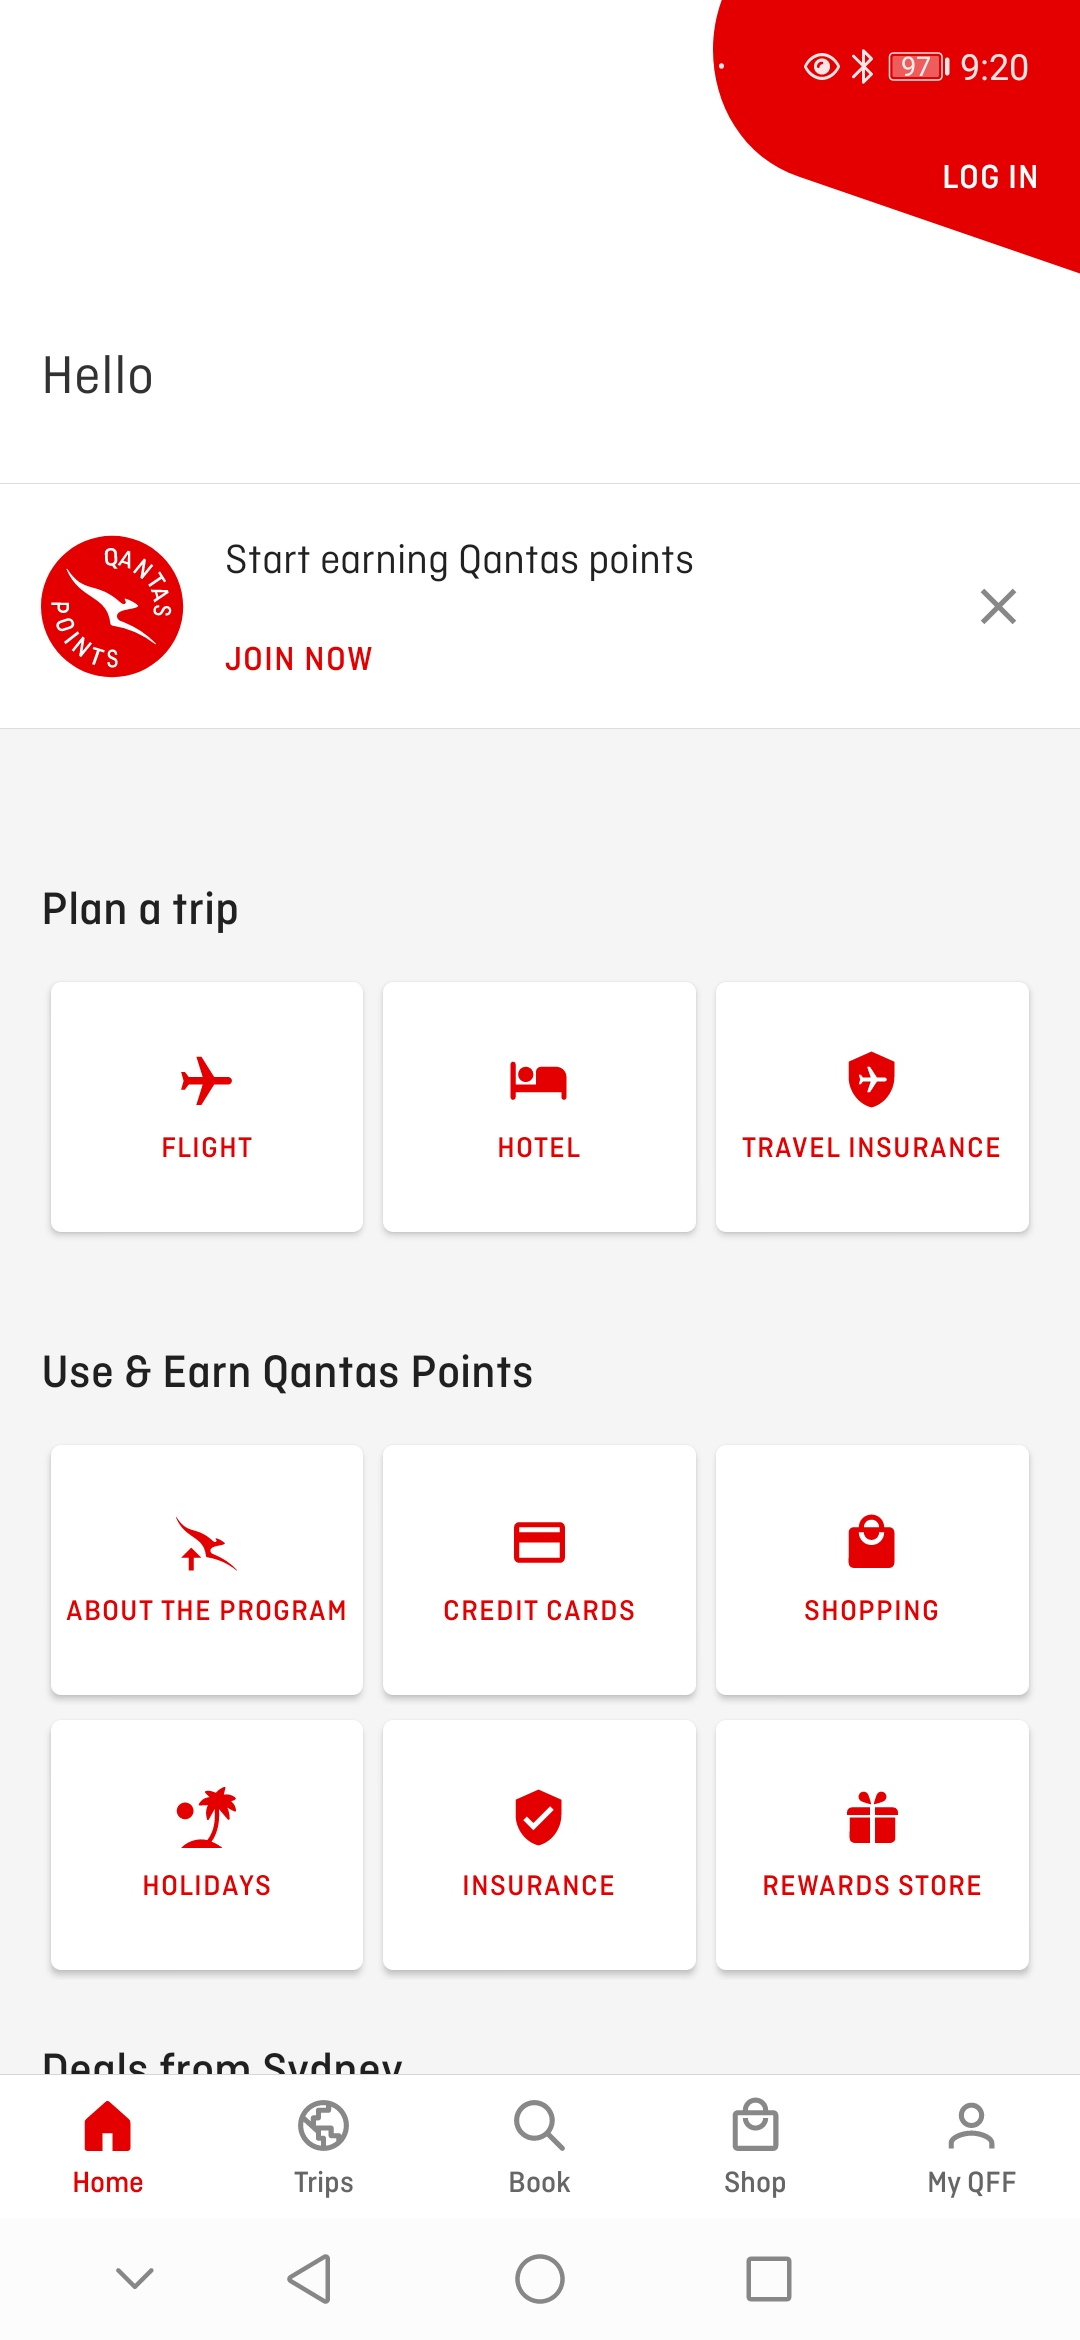 97 9:20
LOG IN
Hello
QANTAS POINTS
Start earning Qantas points
JOIN NOW
Plan a trip
FLIGHT HOTEL TRAVEL INSURANCE
Use & Earn Qantas Points
ABOUT THE PROGRAM CREDIT CARDS SHOPPING
HOLIDAYS INSURANCE REWARDS STORE
Deals from Sydney
Home Trips Book Shop My QFF